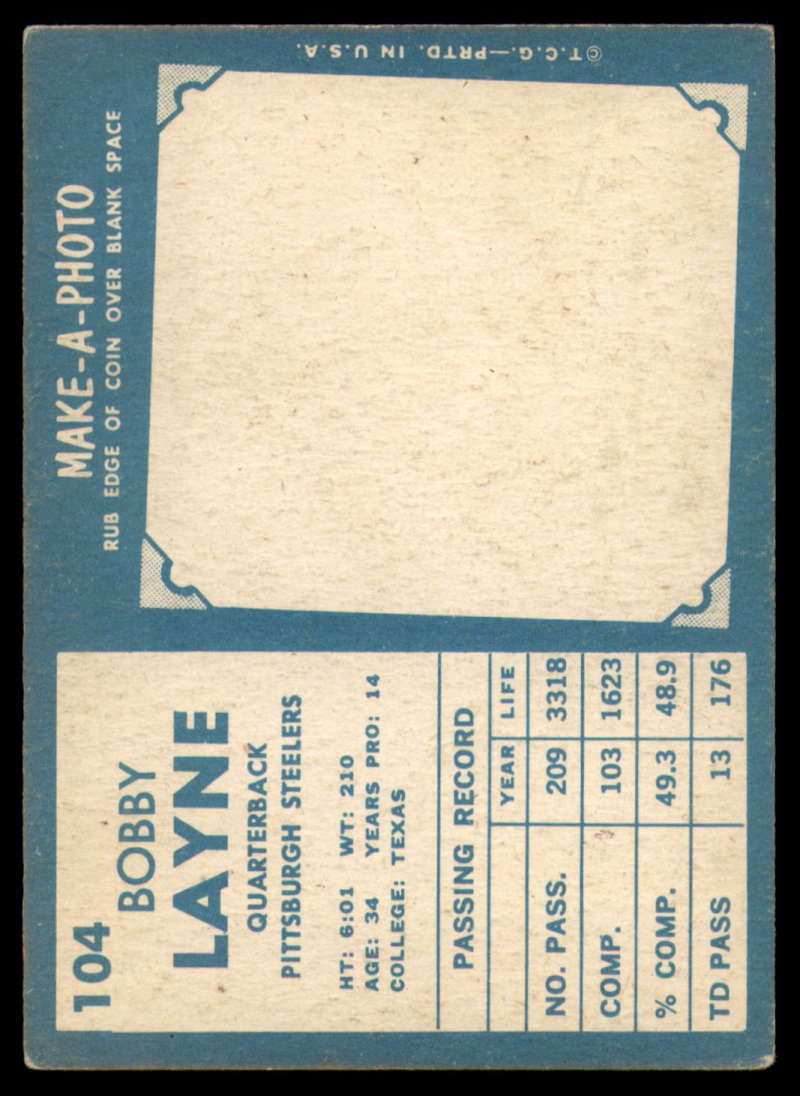 104
BOBBY
LAYNE
QUARTERBACK
PITTSBURGH STEELERS
HT: 6:01 WT: 210
AGE: 34 YEARS PRO: 14
COLLEGE: TEXAS
PASSING RECORD
YEAR LIFE
NO. PASS. 209 3318
COMP. 103 1623
% COMP. 49.3 48.9
TD PASS 13 176
MAKE-A-PHOTO
RUB EDGE OF COIN OVER BLANK SPACE
© T.C.G.—PRTD. IN U.S.A.